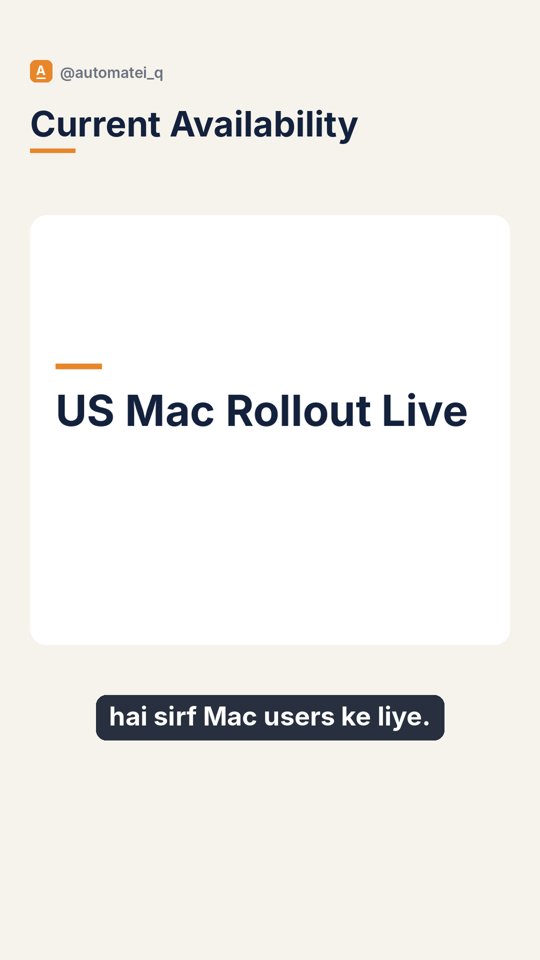 A
@automatei_q
Current Availability
US Mac Rollout Live
hai sirf Mac users ke liye.